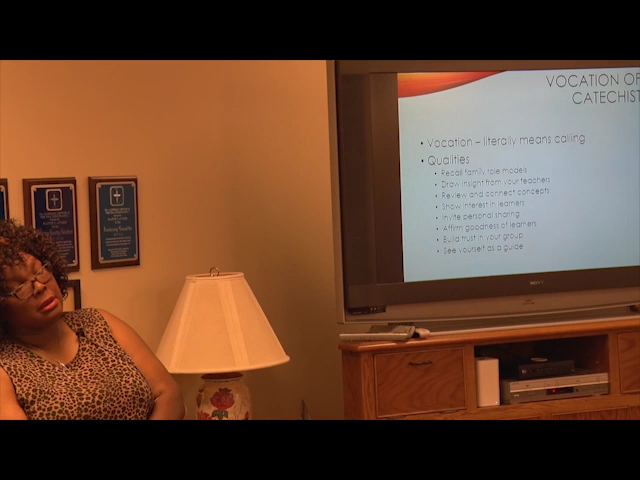 VOCATION OF
CATECHIST
• Vocation – literally means calling
• Qualities
• Recall family role models
• Draw insight from your teachers
• Review and connect concepts
• Show interest in learners
• Invite personal sharing
• Affirm goodness of learners
• Build trust in your group
• See yourself as a guide
SONY